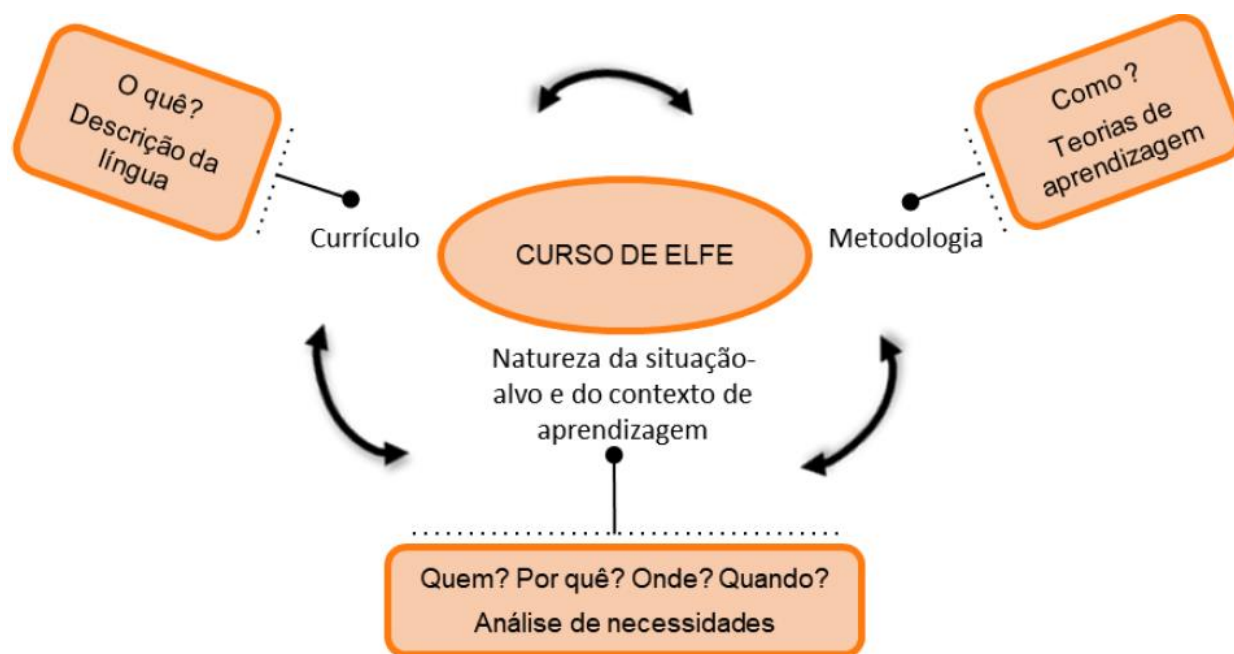 O quê?
Descrição da
língua
Como ?
Teorias de
aprendizagem
Currículo
CURSO DE ELFE
Metodologia
Natureza da situação-
alvo e do contexto de
aprendizagem
Quem? Por quê? Onde? Quando?
Análise de necessidades